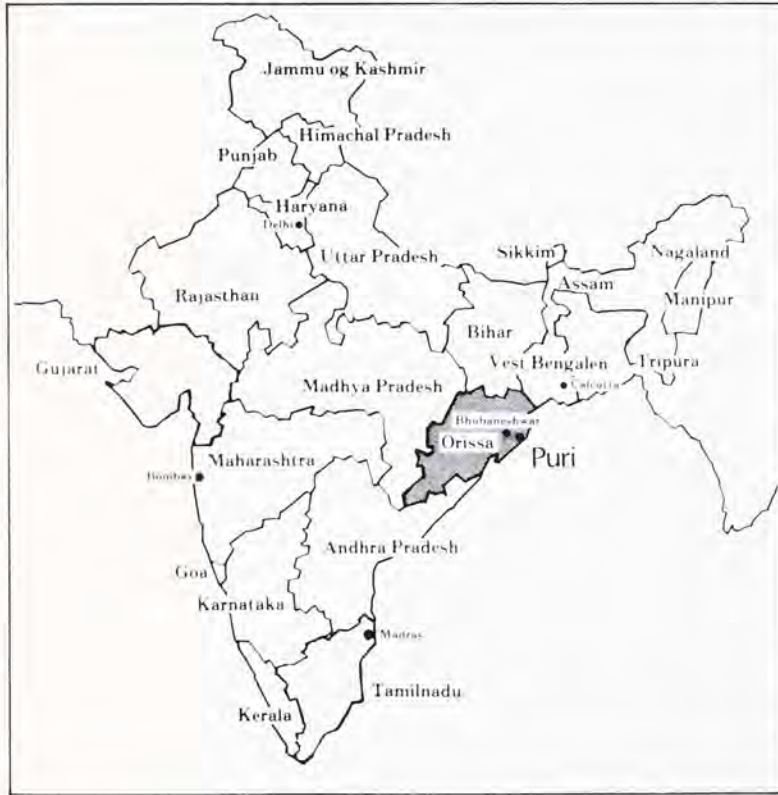 Jammu og Kashmir
Himachal Pradesh
Punjab
Haryana
Delhi
Uttar Pradesh
Sikkim
Nagaland
Assam
Rajasthan
Manipur
Bihar
Vest Bengalen
Tripura
Gujarat
Madhya Pradesh
Calcutta
Bhubaneshwar
Orissa
Puri
Maharashtra
Bombay
Andhra Pradesh
Goa
Karnataka
Madras
Tamilnadu
Kerala